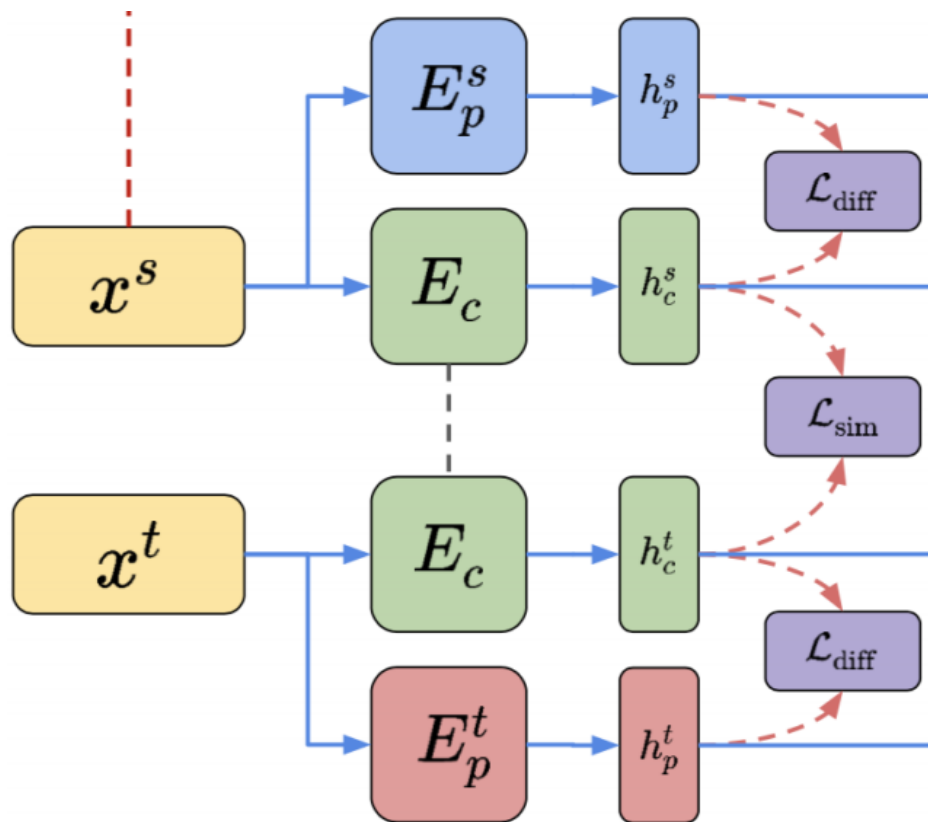 E_p^s
h_p^s
ℒ_diff
x^s
E_c
h_c^s
ℒ_sim
x^t
E_c
h_c^t
ℒ_diff
E_p^t
h_p^t